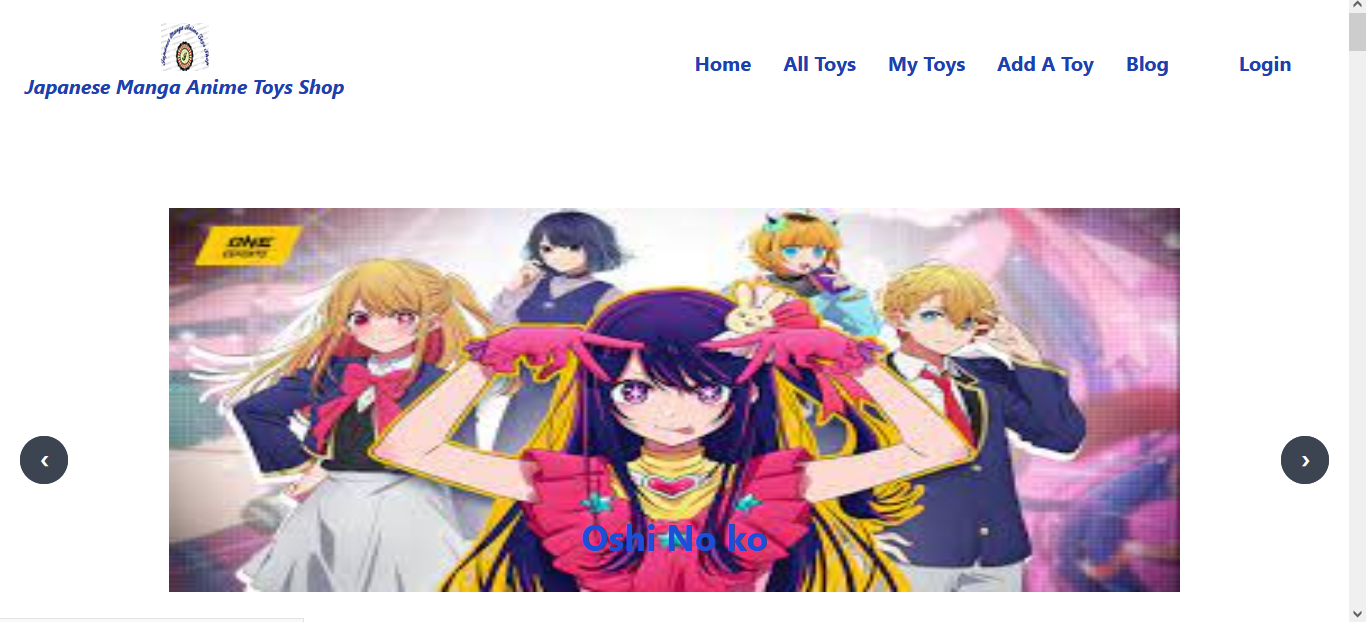 Japanese Manga Anime Toys Shop
Home All Toys My Toys Add A Toy Blog Login
ONE
ESPORTS
‹ ›
Oshi No ko